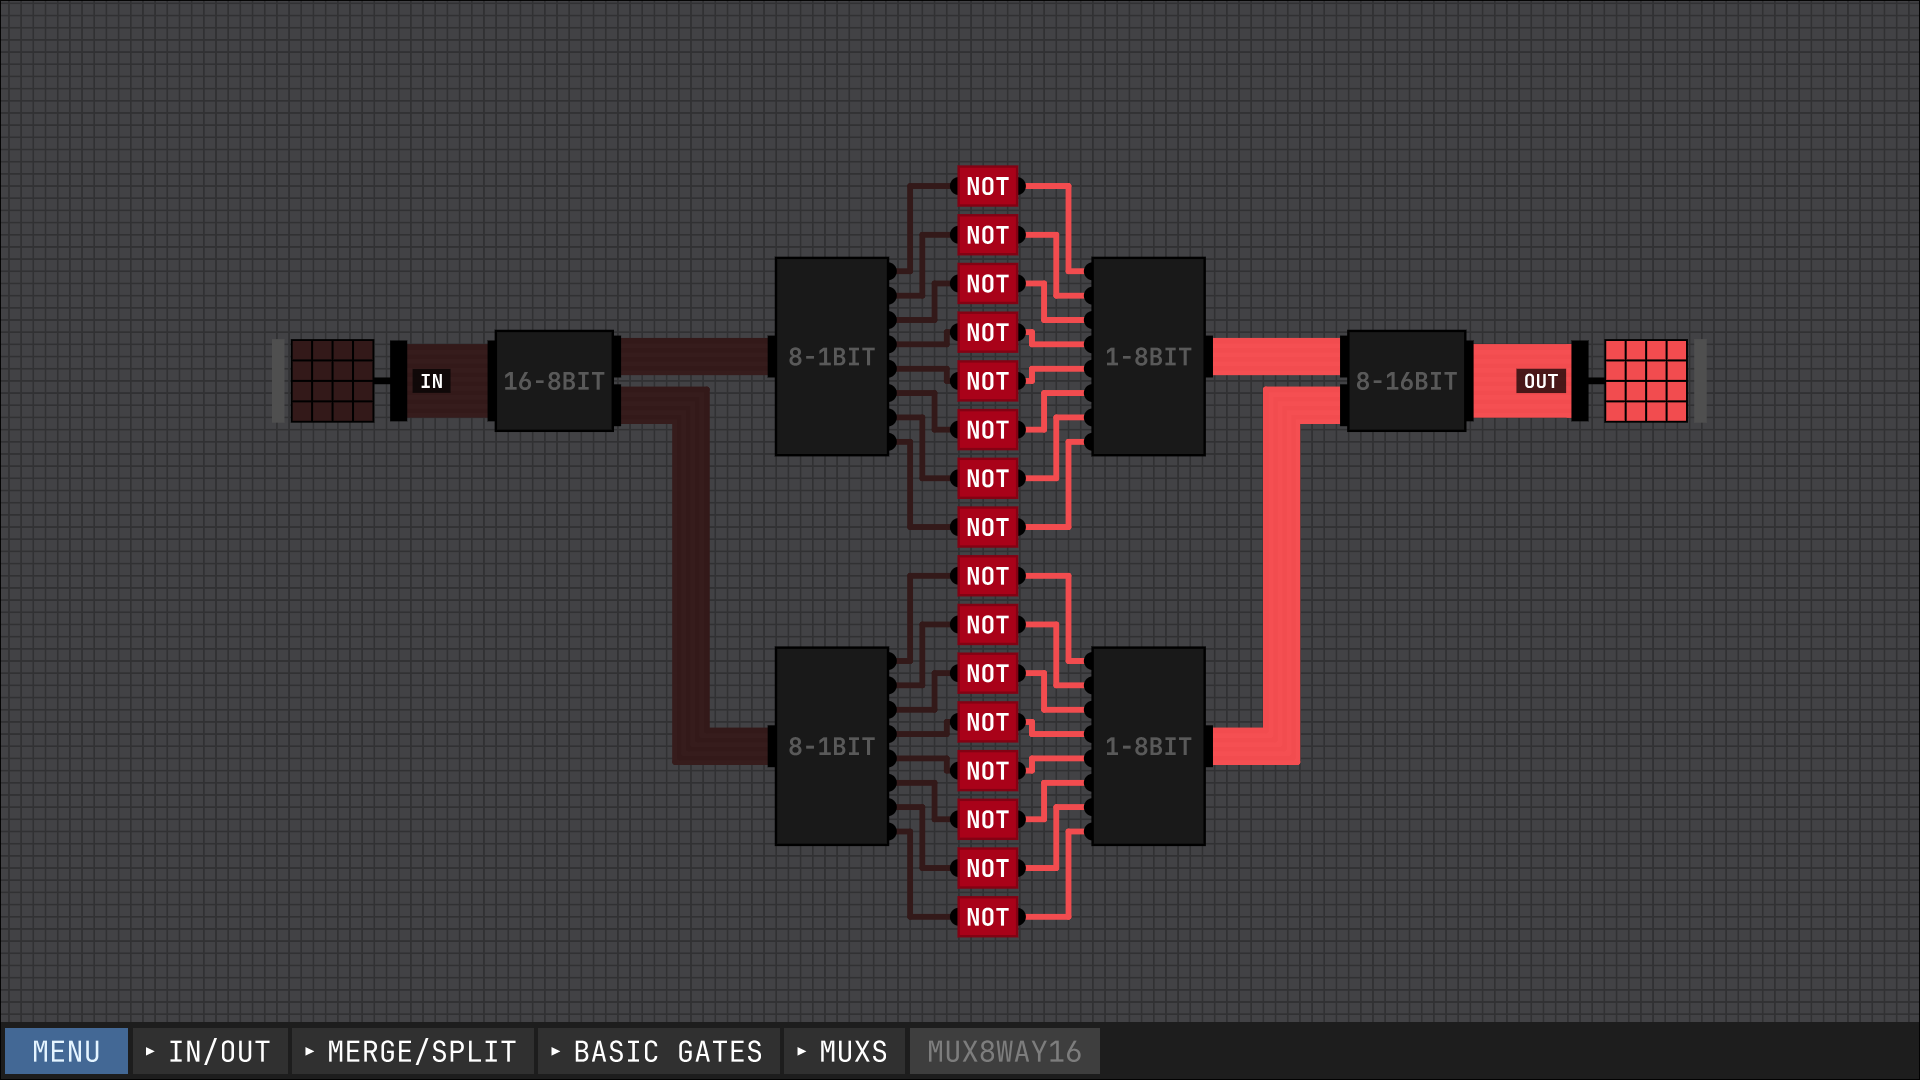 NOT
NOT
NOT
NOT
NOT
NOT
NOT
NOT
8-1BIT
1-8BIT
IN
16-8BIT
8-16BIT
OUT
NOT
NOT
NOT
NOT
NOT
NOT
NOT
NOT
8-1BIT
1-8BIT
MENU
▸ IN/OUT
▸ MERGE/SPLIT
▸ BASIC GATES
▸ MUXS
MUX8WAY16